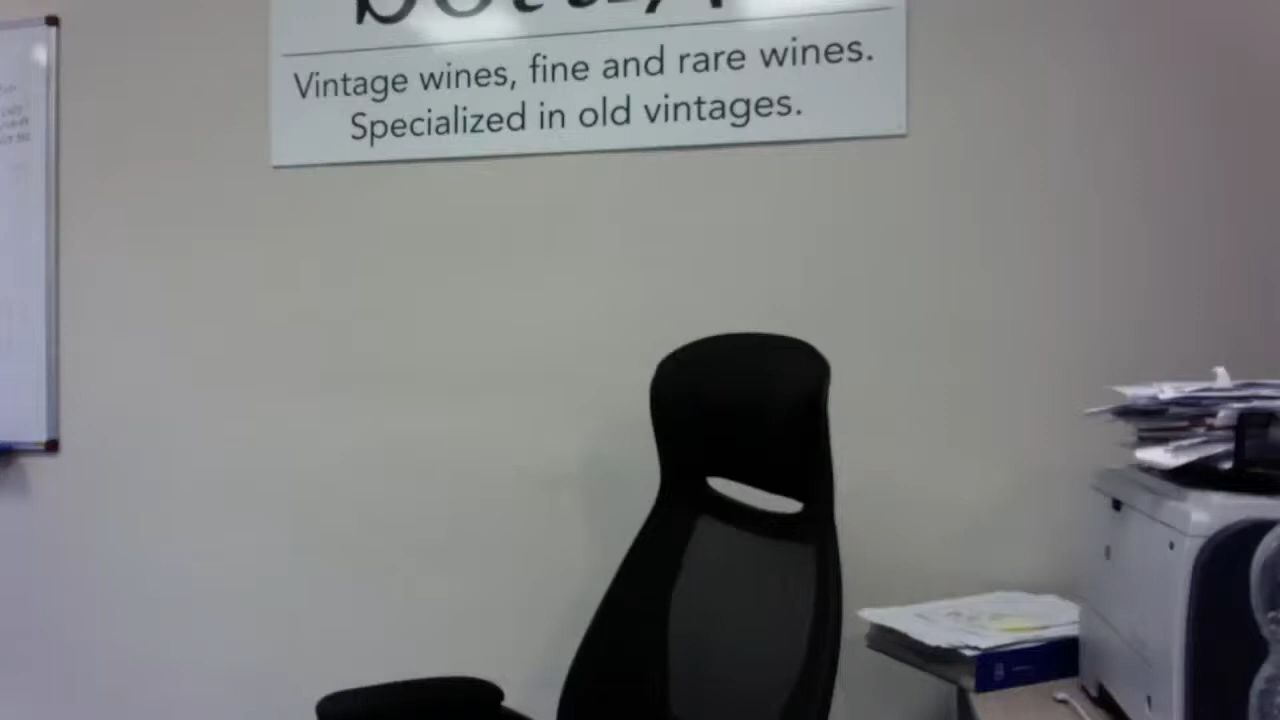 Vintage wines, fine and rare wines.
Specialized in old vintages.